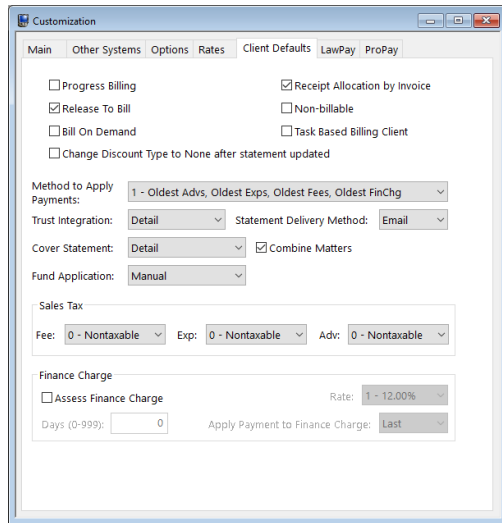 Customization
Main Other Systems Options Rates Client Defaults LawPay ProPay
Progress Billing Receipt Allocation by Invoice
Release To Bill Non-billable
Bill On Demand Task Based Billing Client
Change Discount Type to None after statement updated
Method to Apply
Payments: 1 - Oldest Advs, Oldest Exps, Oldest Fees, Oldest FinChg
Trust Integration: Detail Statement Delivery Method: Email
Cover Statement: Detail Combine Matters
Fund Application: Manual
Sales Tax
Fee: 0 - Nontaxable Exp: 0 - Nontaxable Adv: 0 - Nontaxable
Finance Charge
Assess Finance Charge Rate: 1 - 12.00%
Days (0-999): 0 Apply Payment to Finance Charge: Last